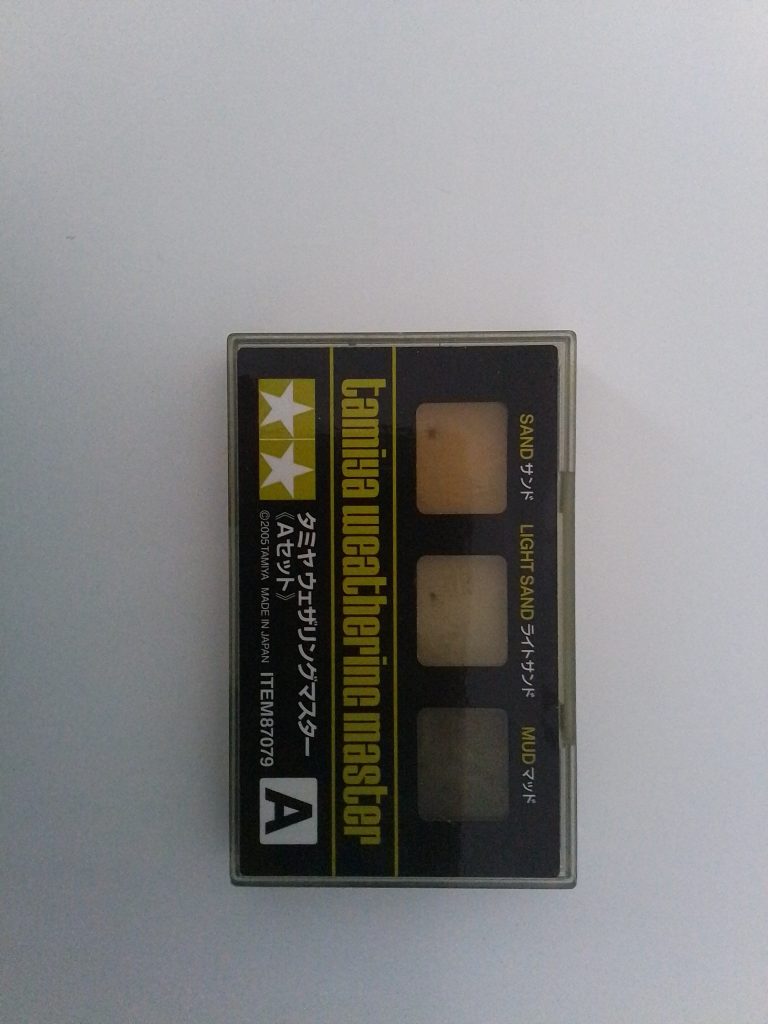 SAND サンド LIGHT SAND ライトサンド MUD マッド
tamiya weathering master
タミヤ ウェザリングマスター
《Aセット》
©2005 TAMIYA MADE IN JAPAN ITEM87079
A